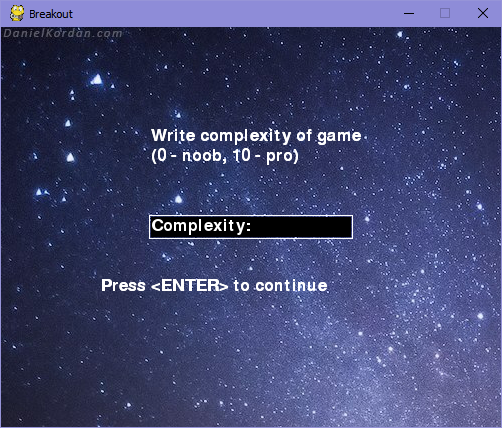 Breakout
DanielKordan.com
Write complexity of game
(0 - noob, 10 - pro)
Complexity:
Press <ENTER> to continue